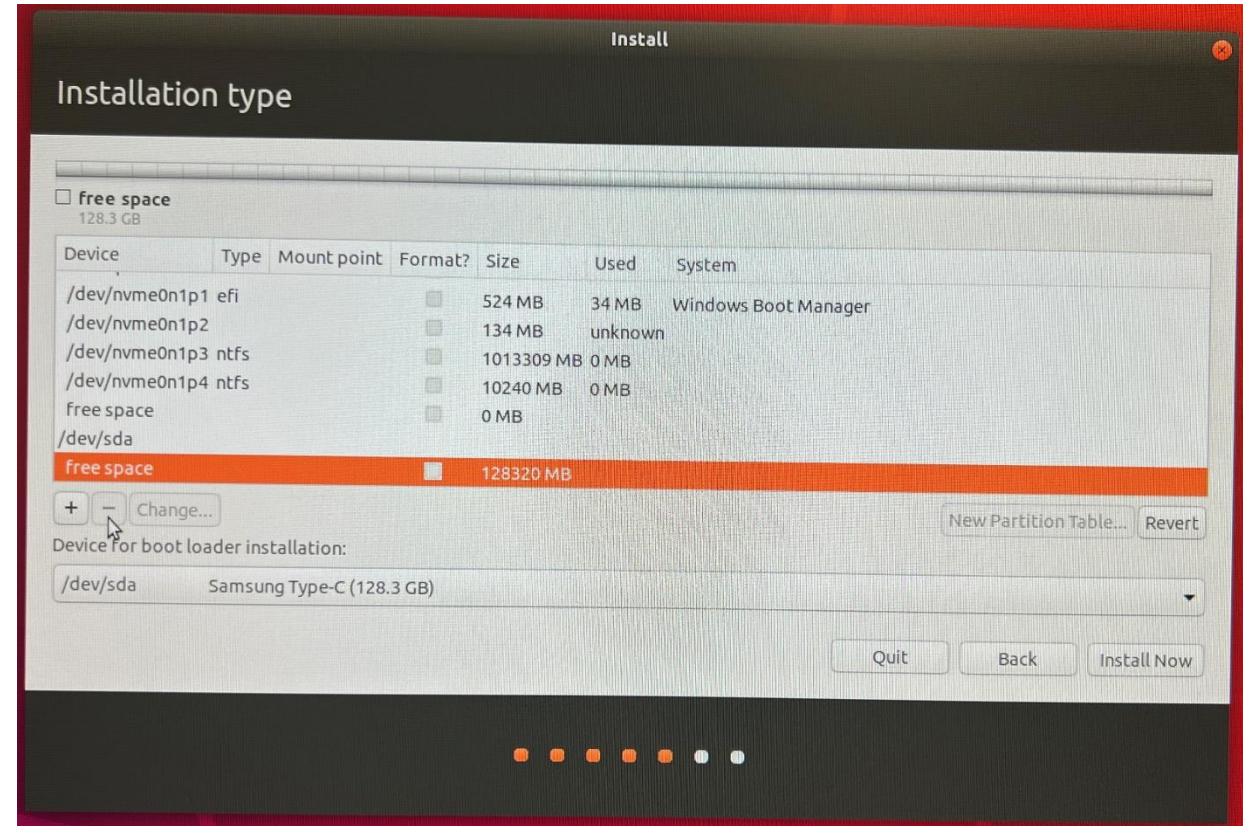 Install
Installation type
free space
128.3 GB
Device Type Mount point Format? Size Used System
/dev/nvme0n1p1 efi 524 MB 34 MB Windows Boot Manager
/dev/nvme0n1p2 134 MB unknown
/dev/nvme0n1p3 ntfs 1013309 MB 0 MB
/dev/nvme0n1p4 ntfs 10240 MB 0 MB
free space 0 MB
/dev/sda
free space 128320 MB
+ − Change... New Partition Table... Revert
Device for boot loader installation:
/dev/sda Samsung Type-C (128.3 GB)
Quit Back Install Now